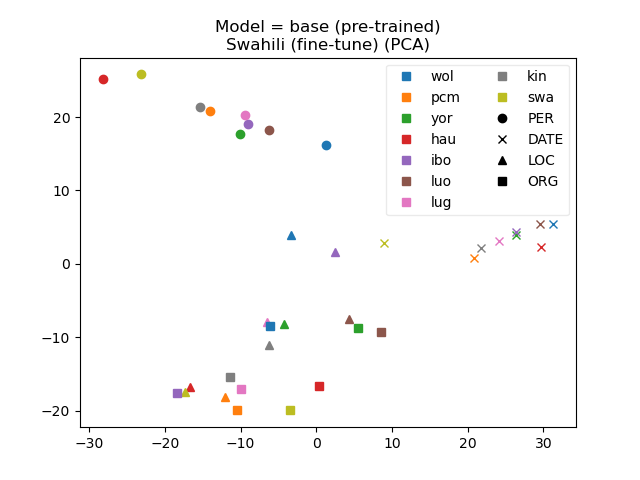 Model = base (pre-trained)
Swahili (fine-tune) (PCA)
wol
pcm
yor
hau
ibo
luo
lug
kin
swa
PER
DATE
LOC
ORG
20
10
0
−10
−20
−30 −20 −10 0 10 20 30